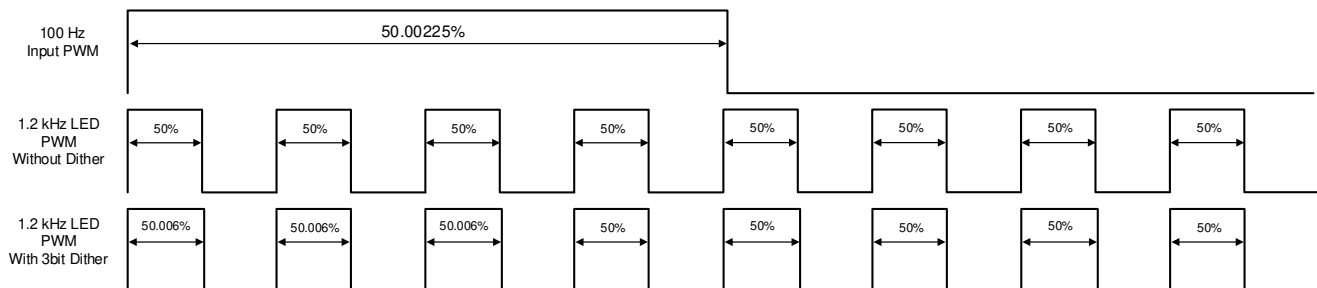 100 Hz
Input PWM
50.00225%
1.2 kHz LED
PWM
Without Dither
50% 50% 50% 50% 50% 50% 50% 50%
1.2 kHz LED
PWM
With 3bit Dither
50.006% 50.006% 50.006% 50% 50% 50% 50% 50%